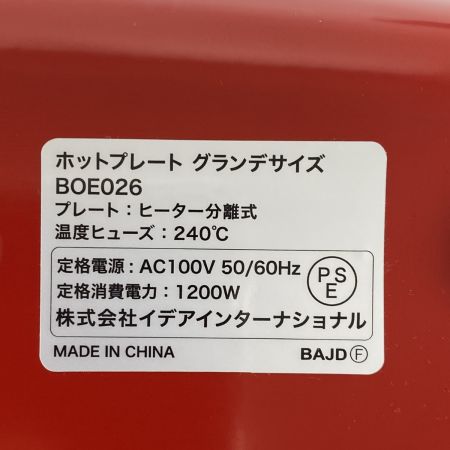 ホットプレート グランデサイズ
BOE026
プレート：ヒーター分離式
温度ヒューズ：240℃
定格電源：AC100V 50/60Hz
定格消費電力：1200W
PSE
株式会社イデアインターナショナル
MADE IN CHINA BAJD Ⓕ